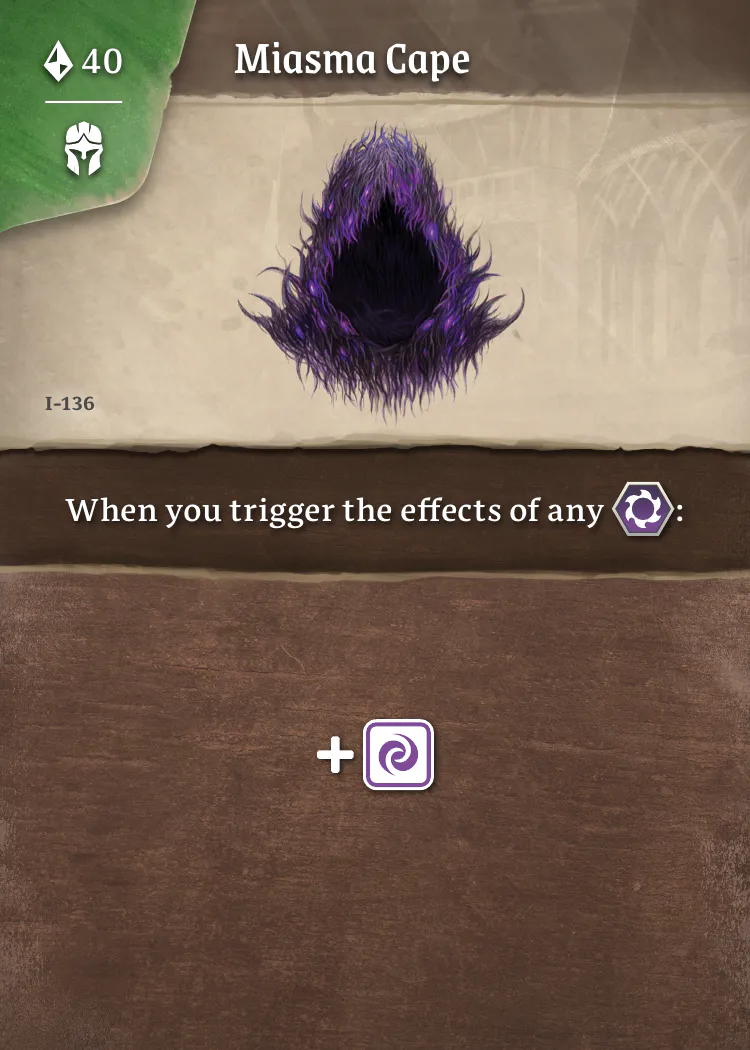 40
Miasma Cape
I-136
When you trigger the effects of any :
+